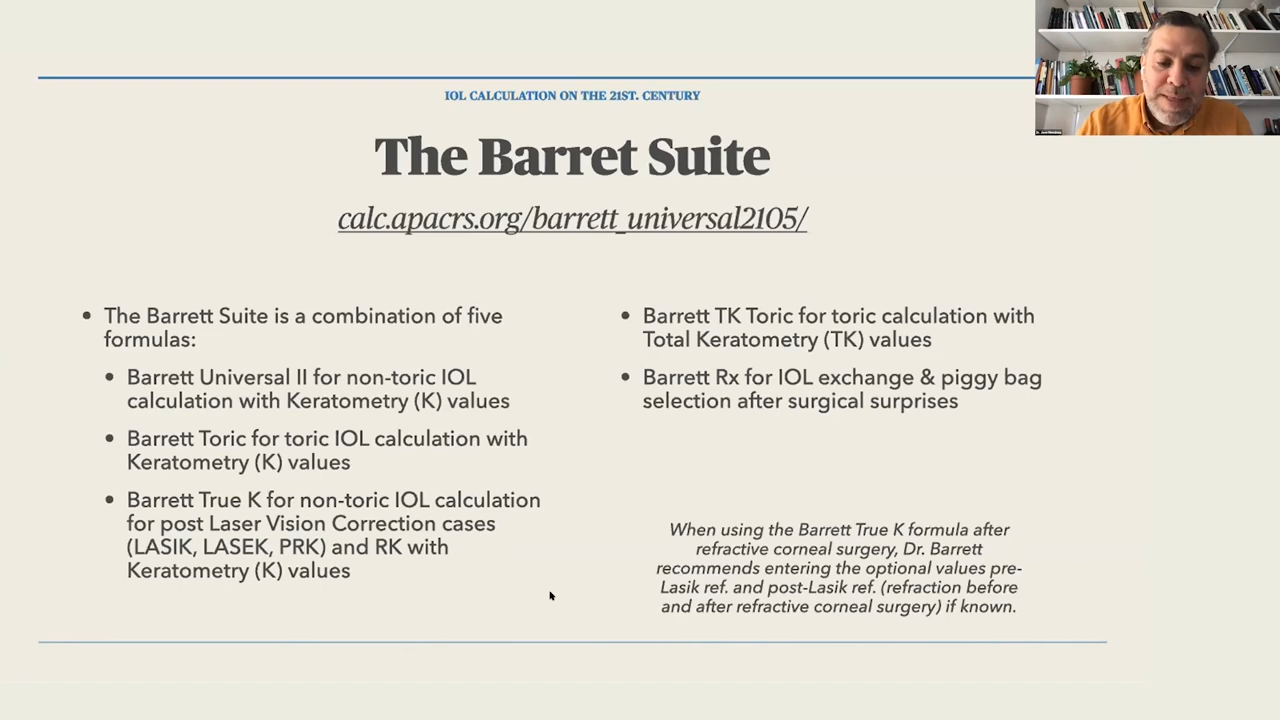 IOL CALCULATION ON THE 21ST. CENTURY
The Barret Suite
calc.apacrs.org/barrett_universal2105/
• The Barrett Suite is a combination of five
formulas:
• Barrett Universal II for non-toric IOL
calculation with Keratometry (K) values
• Barrett Toric for toric IOL calculation with
Keratometry (K) values
• Barrett True K for non-toric IOL calculation
for post Laser Vision Correction cases
(LASIK, LASEK, PRK) and RK with
Keratometry (K) values
• Barrett TK Toric for toric calculation with
Total Keratometry (TK) values
• Barrett Rx for IOL exchange & piggy bag
selection after surgical surprises
When using the Barrett True K formula after
refractive corneal surgery, Dr. Barrett
recommends entering the optional values pre-
Lasik ref. and post-Lasik ref. (refraction before
and after refractive corneal surgery) if known.